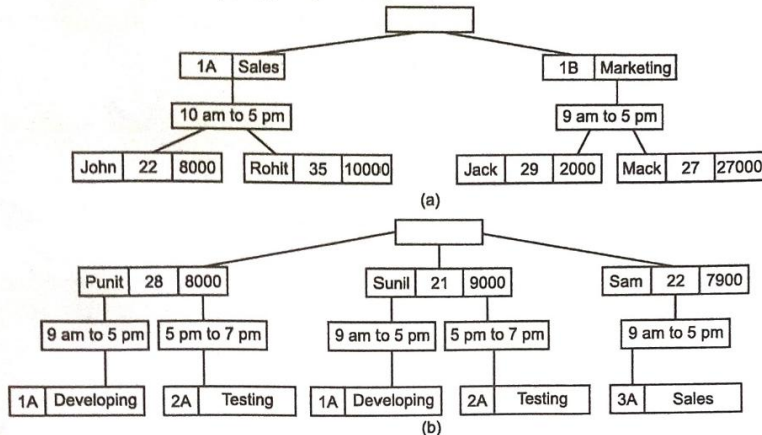 1A Sales 1B Marketing
10 am to 5 pm 9 am to 5 pm
John 22 8000 Rohit 35 10000 Jack 29 2000 Mack 27 27000
(a)
Punit 28 8000 Sunil 21 9000 Sam 22 7900
9 am to 5 pm 5 pm to 7 pm 9 am to 5 pm 5 pm to 7 pm 9 am to 5 pm
1A Developing 2A Testing 1A Developing 2A Testing 3A Sales
(b)